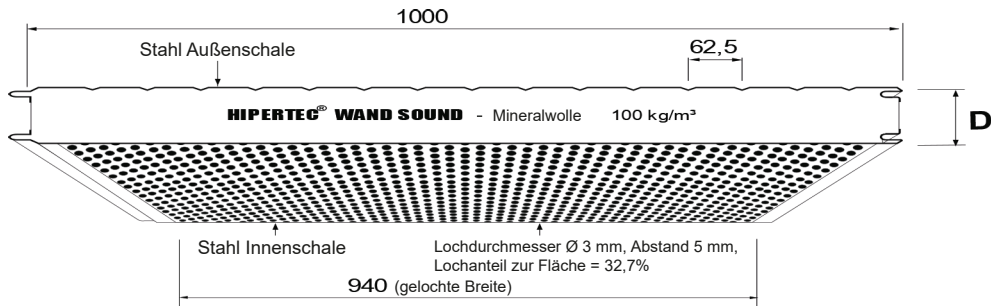 1000
Stahl Außenschale
62,5
HIPERTEC® WAND SOUND - Mineralwolle 100 kg/m³
D
Stahl Innenschale
Lochdurchmesser Ø 3 mm, Abstand 5 mm,
Lochanteil zur Fläche = 32,7%
940 (gelochte Breite)